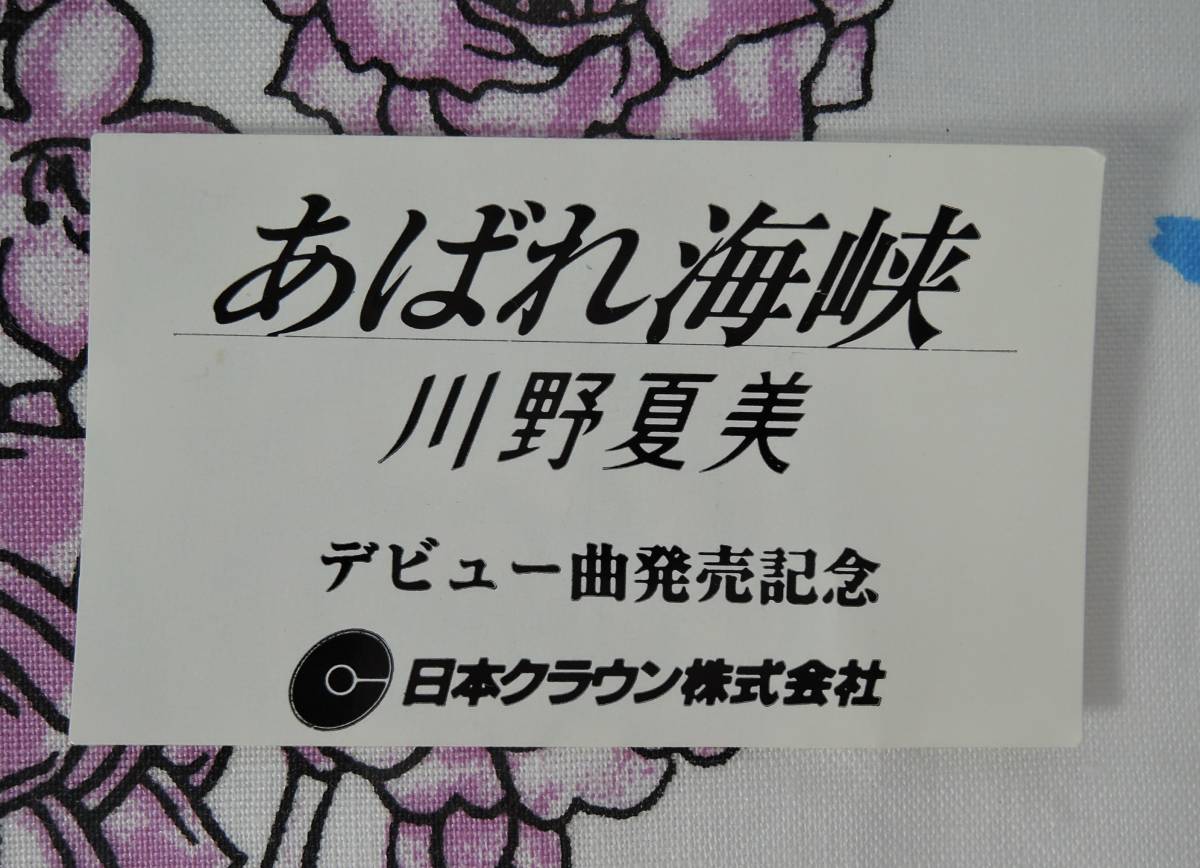 あばれ海峡
川野夏美
デビュー曲発売記念
日本クラウン株式会社